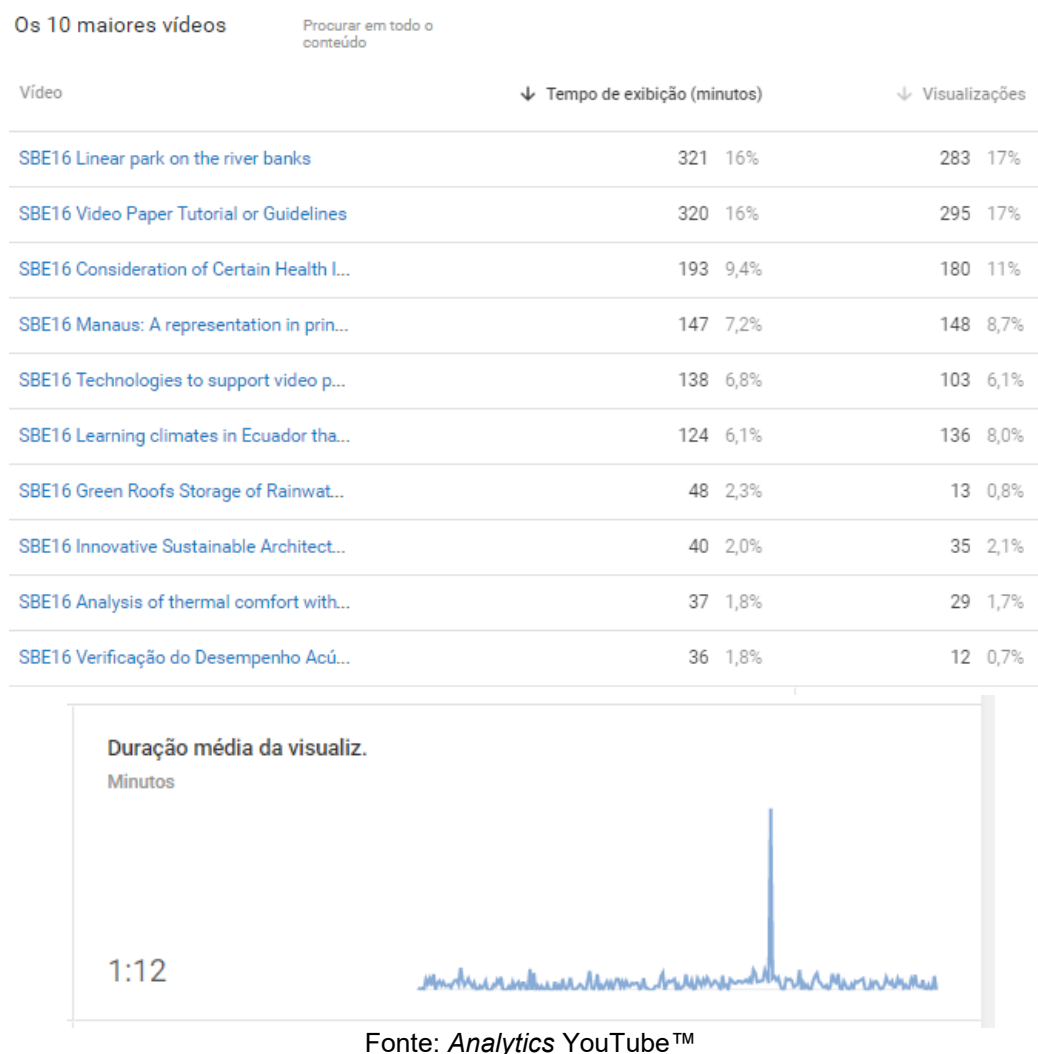 Os 10 maiores vídeos
Procurar em todo o
conteúdo
Vídeo ↓ Tempo de exibição (minutos) ↓ Visualizações
SBE16 Linear park on the river banks 321 16% 283 17%
SBE16 Video Paper Tutorial or Guidelines 320 16% 295 17%
SBE16 Consideration of Certain Health I... 193 9,4% 180 11%
SBE16 Manaus: A representation in prin... 147 7,2% 148 8,7%
SBE16 Technologies to support video p... 138 6,8% 103 6,1%
SBE16 Learning climates in Ecuador tha... 124 6,1% 136 8,0%
SBE16 Green Roofs Storage of Rainwat... 48 2,3% 13 0,8%
SBE16 Innovative Sustainable Architect... 40 2,0% 35 2,1%
SBE16 Analysis of thermal comfort with... 37 1,8% 29 1,7%
SBE16 Verificação do Desempenho Acú... 36 1,8% 12 0,7%
Duração média da visualiz.
Minutos
1:12
Fonte: Analytics YouTube™